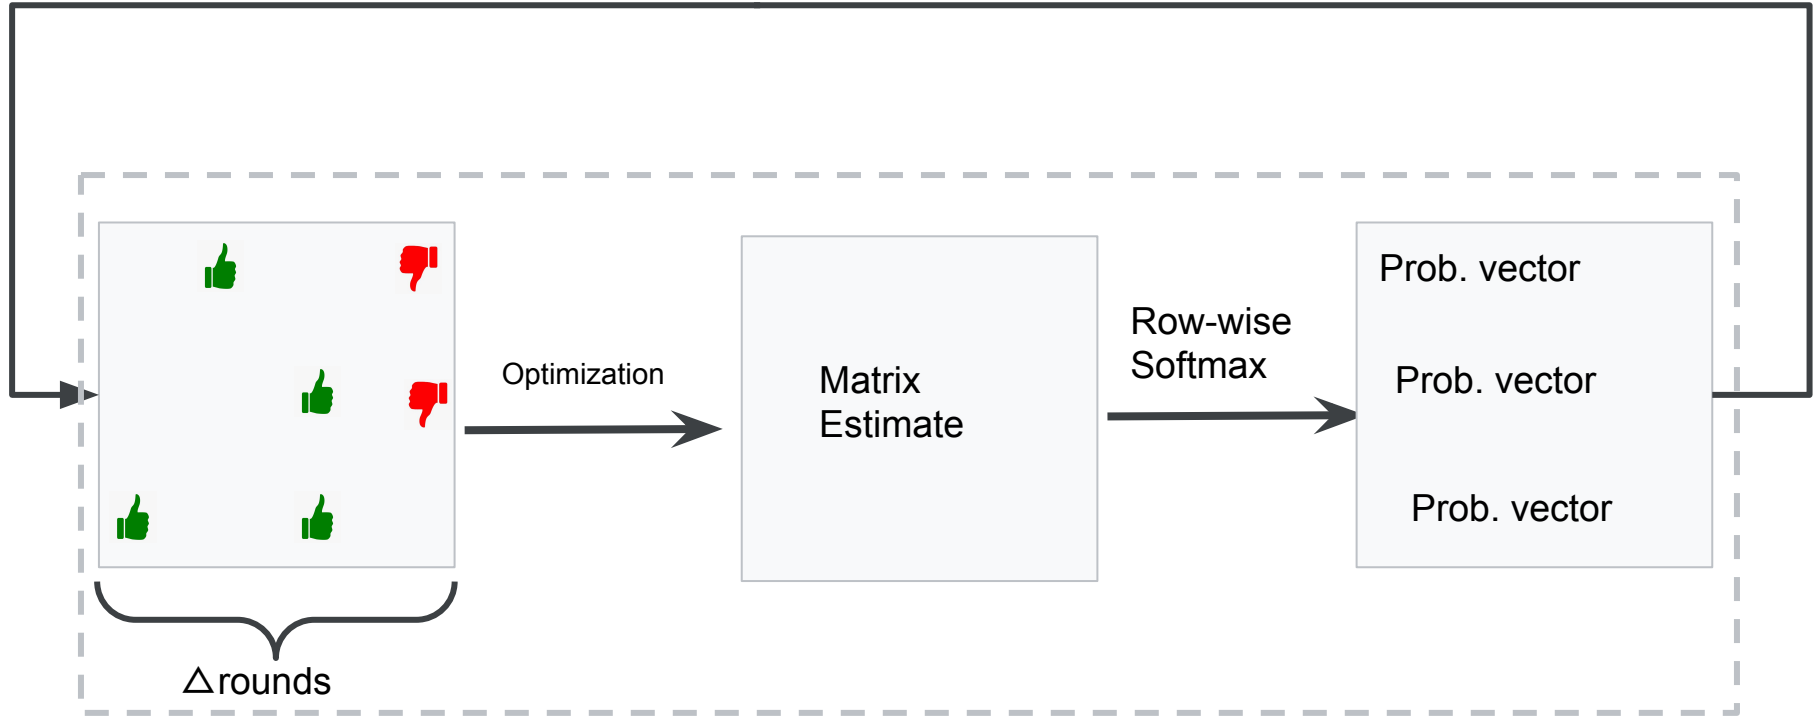 Optimization
Matrix
Estimate
Row-wise
Softmax
Prob. vector
Prob. vector
Prob. vector
△ rounds